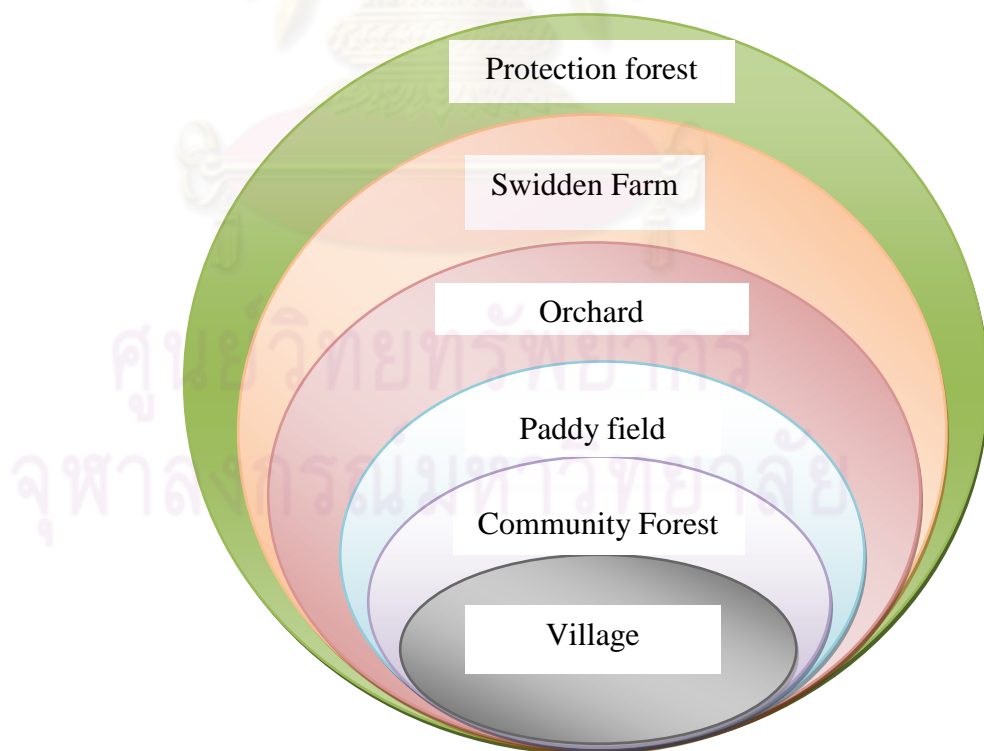 Protection forest
Swidden Farm
Orchard
ศูนย์วิทยทรัพยากร
Paddy field
จุฬาลงกรณ์มหาวิทยาลัย
Community Forest
Village